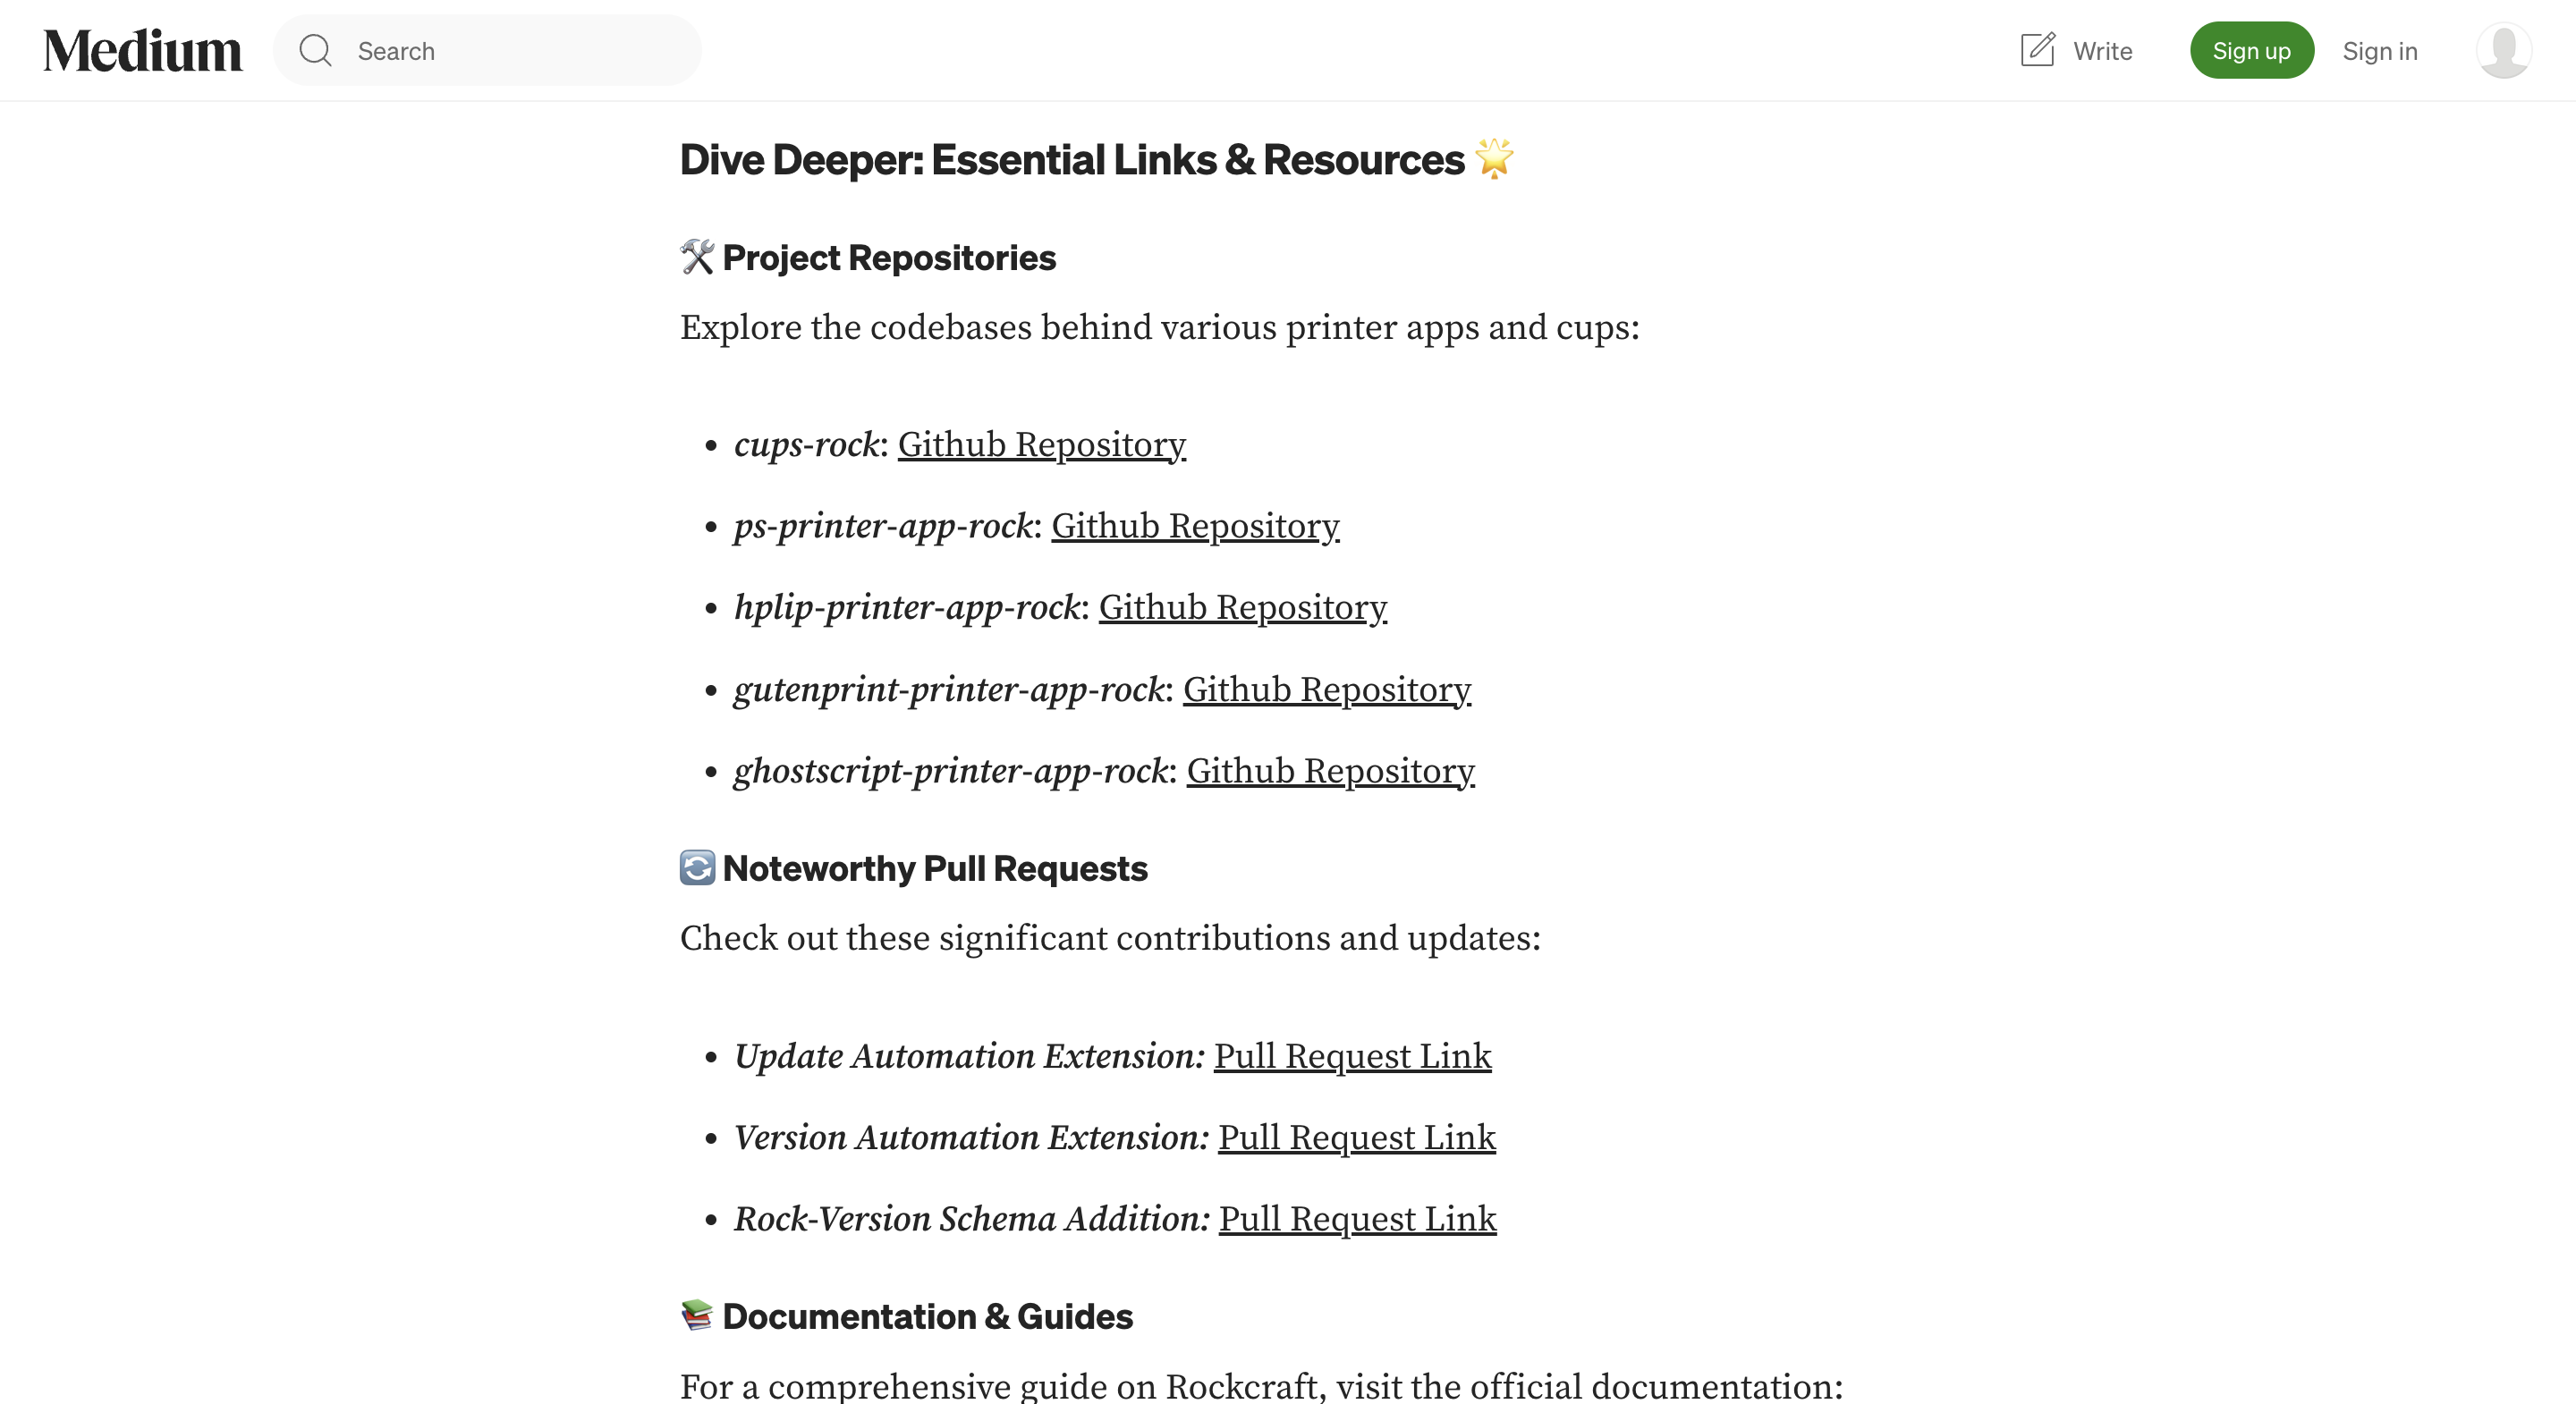 Medium
Search
Write
Sign up
Sign in
Dive Deeper: Essential Links & Resources 🌟
🛠️ Project Repositories
Explore the codebases behind various printer apps and cups:
• cups-rock: Github Repository
• ps-printer-app-rock: Github Repository
• hplip-printer-app-rock: Github Repository
• gutenprint-printer-app-rock: Github Repository
• ghostscript-printer-app-rock: Github Repository
🔄 Noteworthy Pull Requests
Check out these significant contributions and updates:
• Update Automation Extension: Pull Request Link
• Version Automation Extension: Pull Request Link
• Rock-Version Schema Addition: Pull Request Link
📚 Documentation & Guides
For a comprehensive guide on Rockcraft, visit the official documentation: